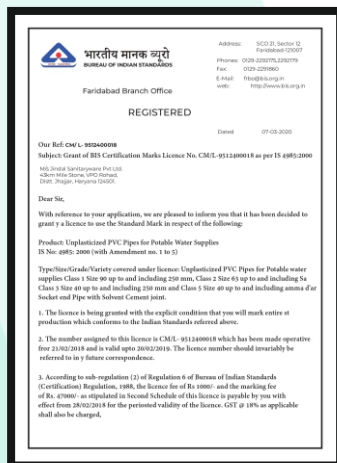 भारतीय मानक ब्यूरो
BUREAU OF INDIAN STANDARDS
Faridabad Branch Office
Address: SCO 21, Sector 12
Faridabad-121007
Phones: 0129-2292175,2292179
Fax: 0129-2291860
E-Mail: frbo@bis.org.in
web: http://www.bis.org.in
REGISTERED
Dated 07-03-2020
Our Ref: CM/ L- 9512400018
Subject: Grant of BIS Certification Marks Licence No. CM/L-9512400018 as per IS 4985:2000
M/S Jindal Sanitaryware Pvt Ltd.
43km Mile Stone, VPO Rohad,
Distt. Jhajjar, Haryana 124501.
Dear Sir,
With reference to your application, we are pleased to inform you that it has been decided to
grant y a licence to use the Standard Mark in respect of the following:
Product: Unplasticized PVC Pipes for Potable Water Supplies
IS No: 4985: 2000 (with Amendment no. 1 to 5)
Type/Size/Grade/Variety covered under licence: Unplasticized PVC Pipes for Potable water
supplies Class 1 Size 90 up to and including 250 mm, Class 2 Size 63 up to and including Sa
Class 3 Size 40 up to and including 250 mm and Class 5 Size 40 up to and including amma d'ar
Socket end Pipe with Solvent Cement joint.
1. The licence is being granted with the explicit condition that you will mark entire st
production which conforms to the Indian Standards referred above.
2. The number assigned to this licence is CM/L- 9512400018 which has been made operative
fror 21/02/2018 and is valid upto 20/02/2019. The licence number should invariably be
referred to in y future correspondence.
3. According to sub-regulation (2) of Regulation 6 of Bureau of Indian Standards
(Certification) Regulation, 1988, the licence fee of Rs 1000/- and the marking fee
of Rs. 47000/- as stipulated in Second Schedule of this licence is payable by you with
effect from 28/02/2018 for the periosted validity of the licence. GST @ 18% as applicable
shall also be charged,